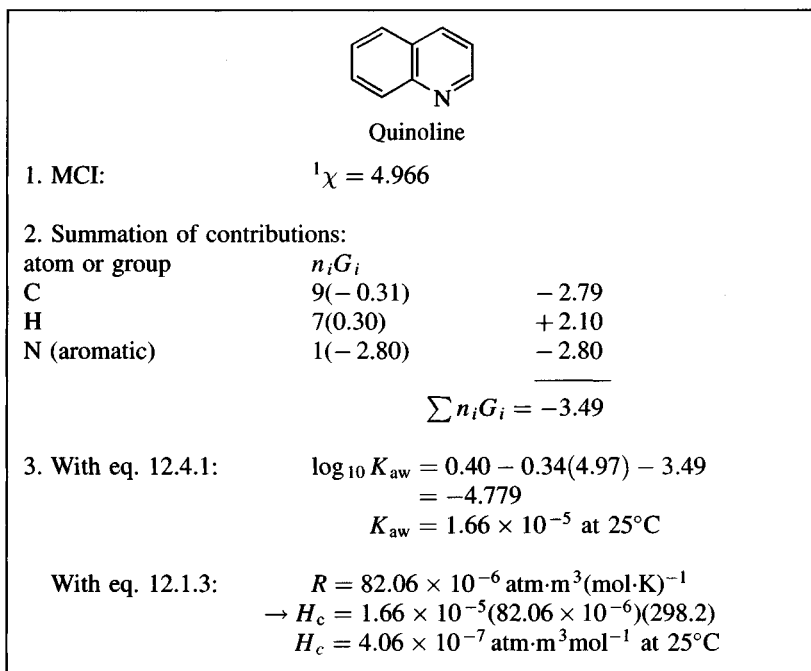 N
Quinoline
1. MCI: ¹χ = 4.966
2. Summation of contributions:
atom or group nᵢGᵢ
C 9(− 0.31) − 2.79
H 7(0.30) + 2.10
N (aromatic) 1(− 2.80) − 2.80
∑ nᵢGᵢ = −3.49
3. With eq. 12.4.1: log₁₀ K_aw = 0.40 − 0.34(4.97) − 3.49
= −4.779
K_aw = 1.66 × 10⁻⁵ at 25°C
With eq. 12.1.3: R = 82.06 × 10⁻⁶ atm·m³(mol·K)⁻¹
→ H_c = 1.66 × 10⁻⁵(82.06 × 10⁻⁶)(298.2)
H_c = 4.06 × 10⁻⁷ atm·m³mol⁻¹ at 25°C